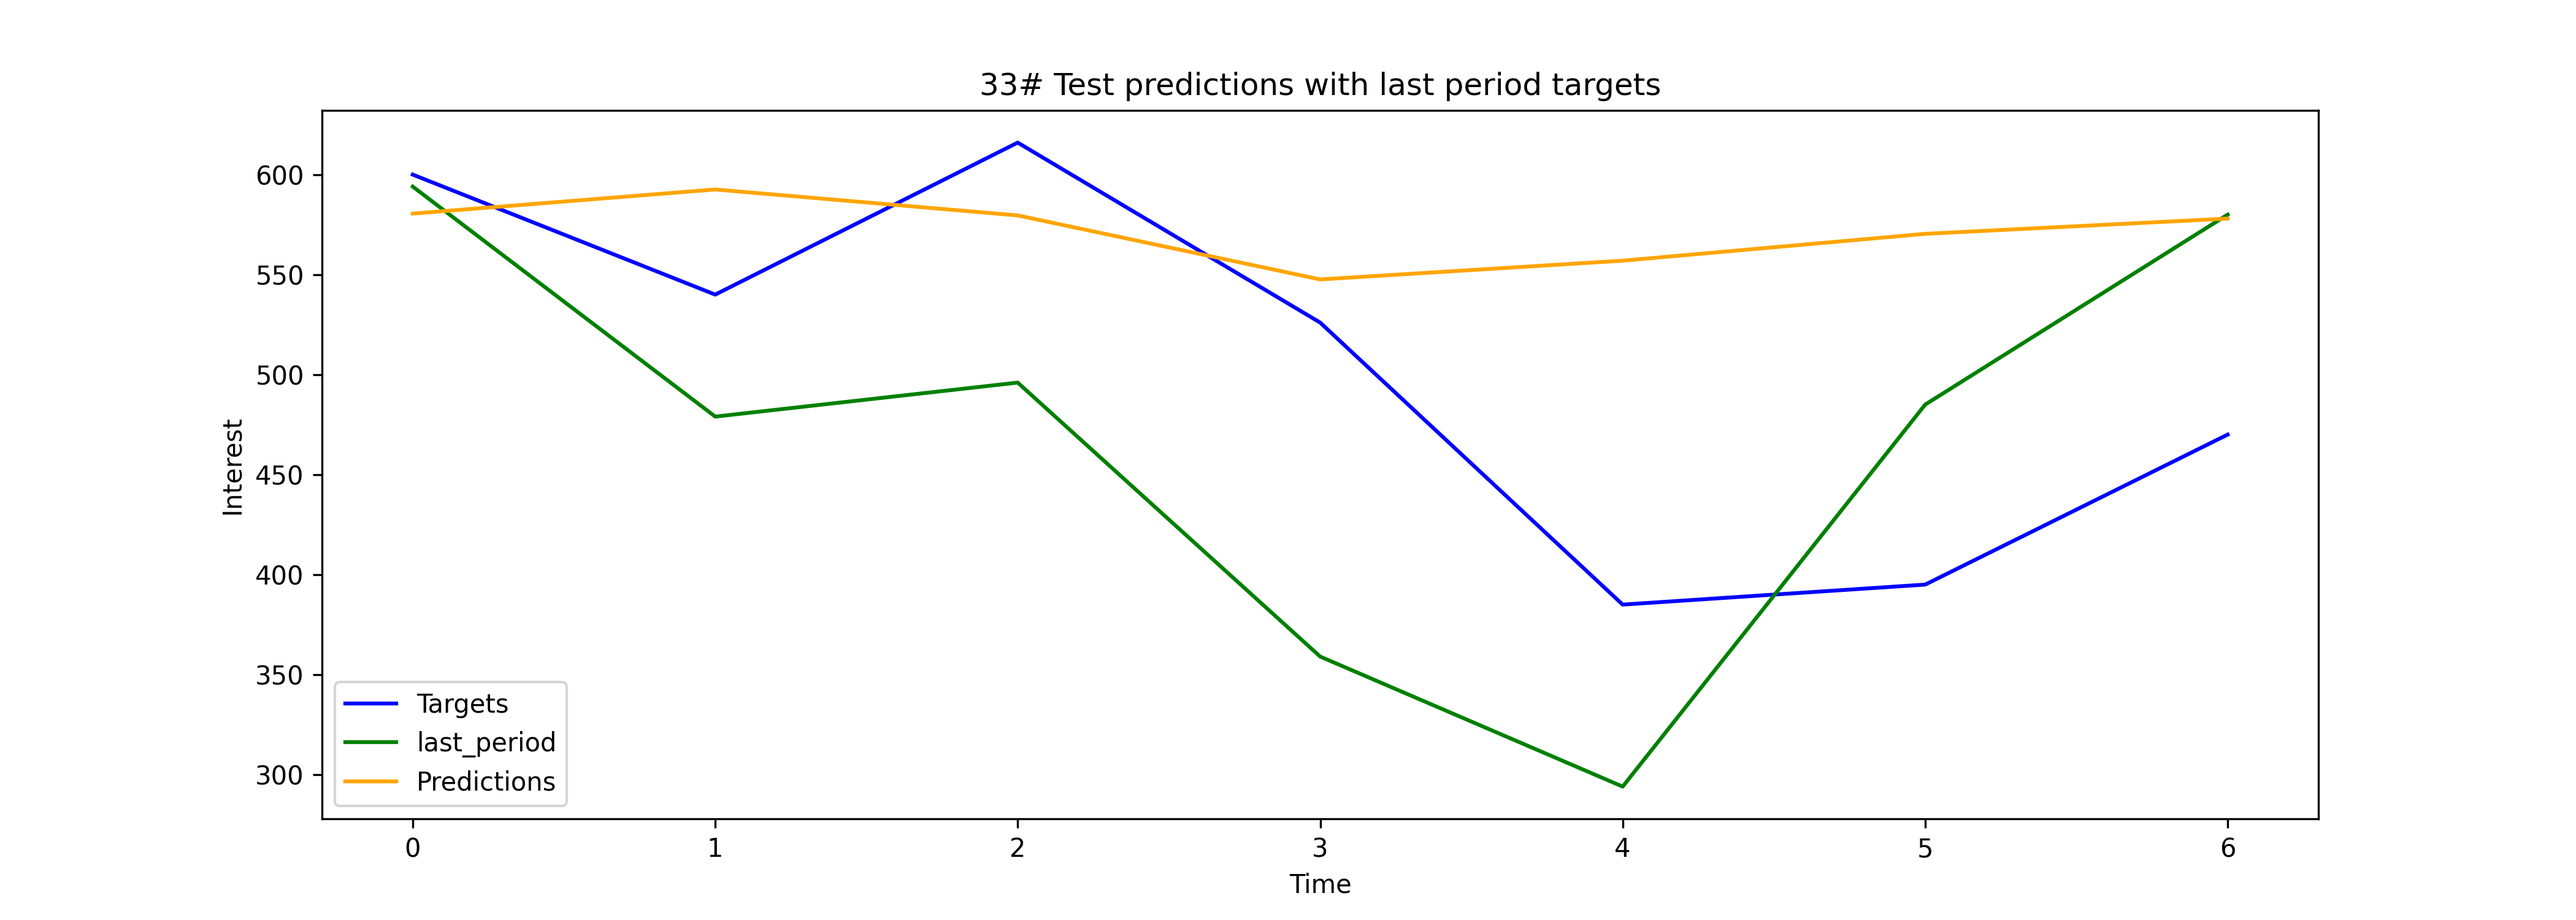 33# Test predictions with last period targets
600
550
500
450
400
350
300
Interest
Targets
last_period
Predictions
0 1 2 3 4 5 6
Time